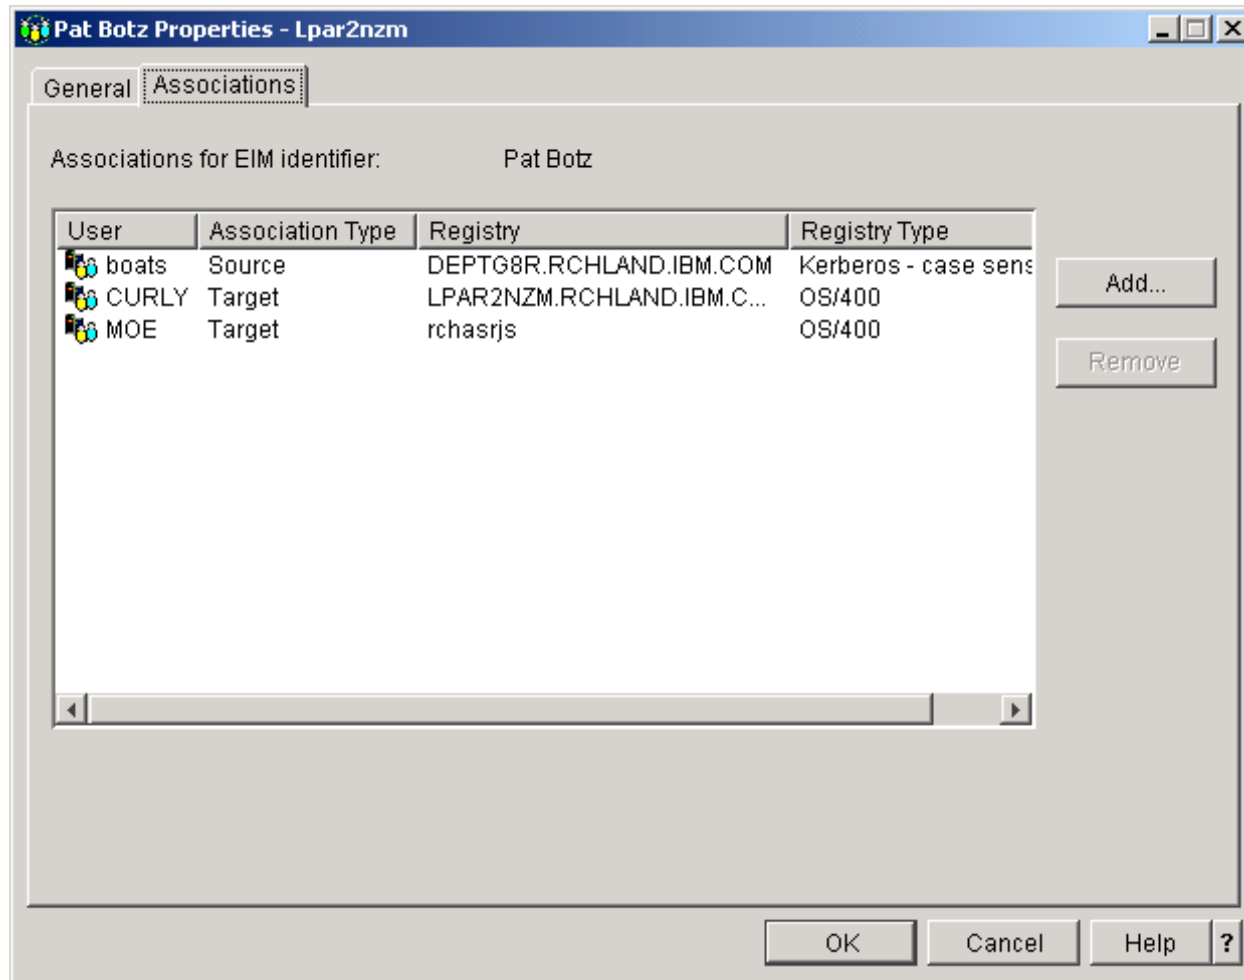 Pat Botz Properties - Lpar2nzm
General Associations
Associations for EIM identifier: Pat Botz
User Association Type Registry Registry Type
boats Source DEPTG8R.RCHLAND.IBM.COM Kerberos - case sens
CURLY Target LPAR2NZM.RCHLAND.IBM.C... OS/400
MOE Target rchasrjs OS/400
Add...
Remove
OK Cancel Help ?